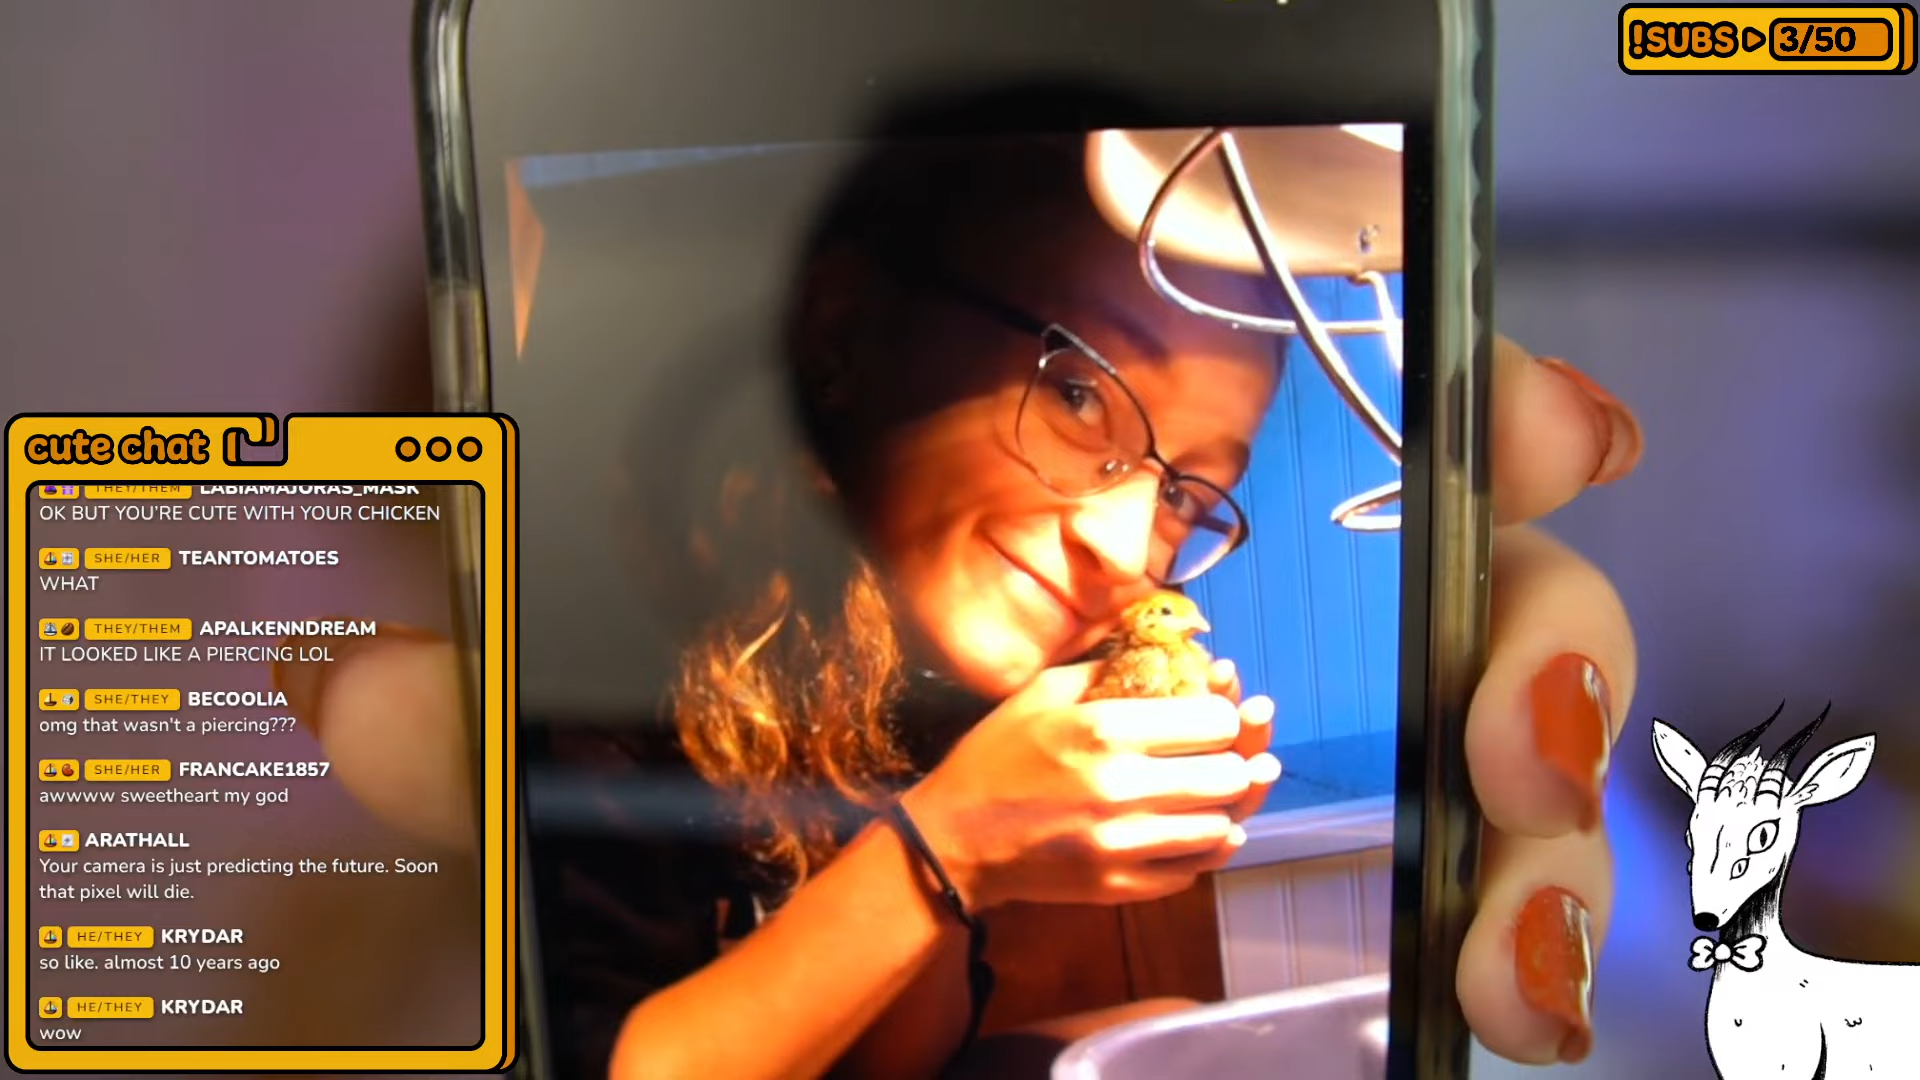 !SUBS 3/50
cute chat
THEY/THEM LABIAMAJORAS_MASK
OK BUT YOU'RE CUTE WITH YOUR CHICKEN
SHE/HER TEANTOMATOES
WHAT
THEY/THEM APALKENNDREAM
IT LOOKED LIKE A PIERCING LOL
SHE/THEY BECOOLIA
omg that wasn't a piercing???
SHE/HER FRANCAKE1857
awwww sweetheart my god
ARATHALL
Your camera is just predicting the future. Soon
that pixel will die.
HE/THEY KRYDAR
so like. almost 10 years ago
HE/THEY KRYDAR
wow